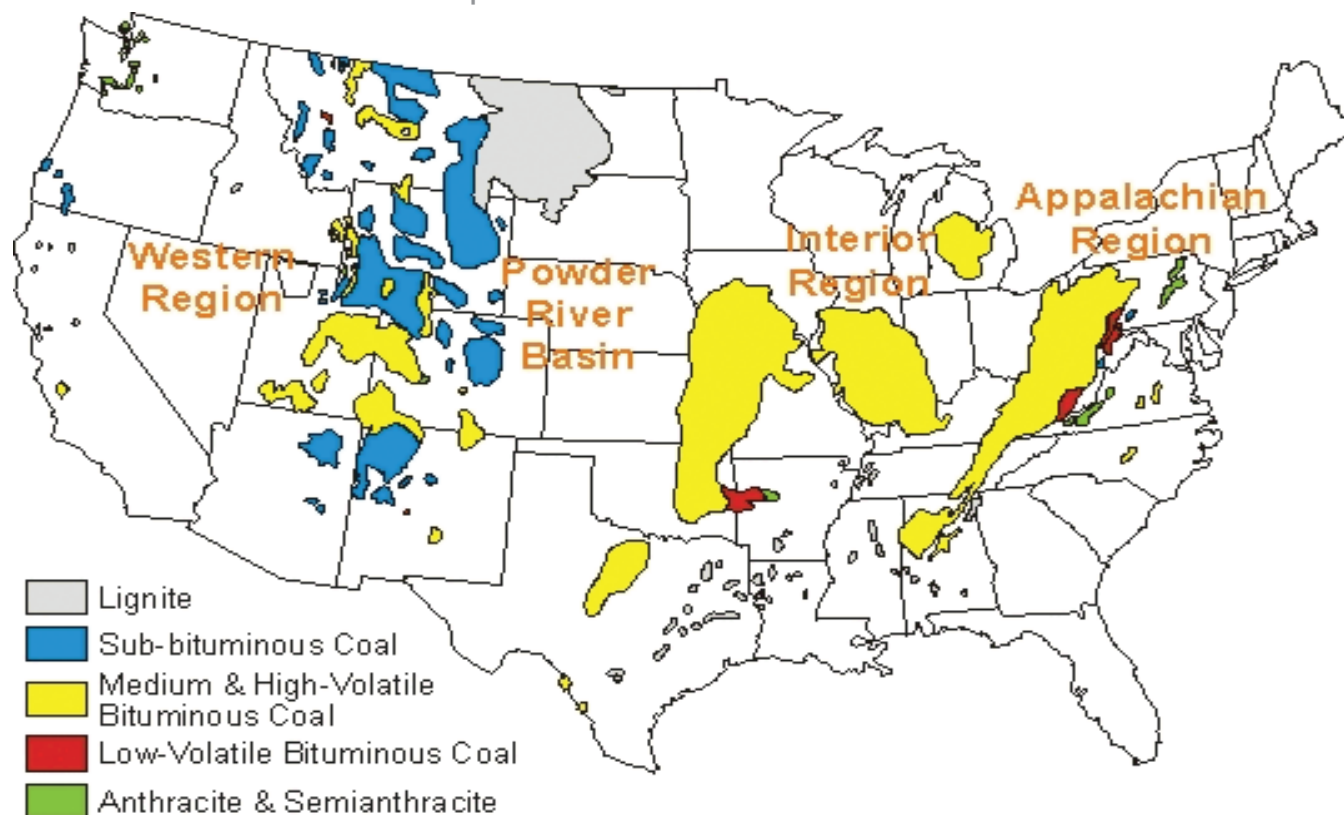 Appalachian
Region
Interior
Region
Western
Region
Powder
River
Basin
Lignite
Sub-bituminous Coal
Medium & High-Volatile
Bituminous Coal
Low-Volatile Bituminous Coal
Anthracite & Semianthracite